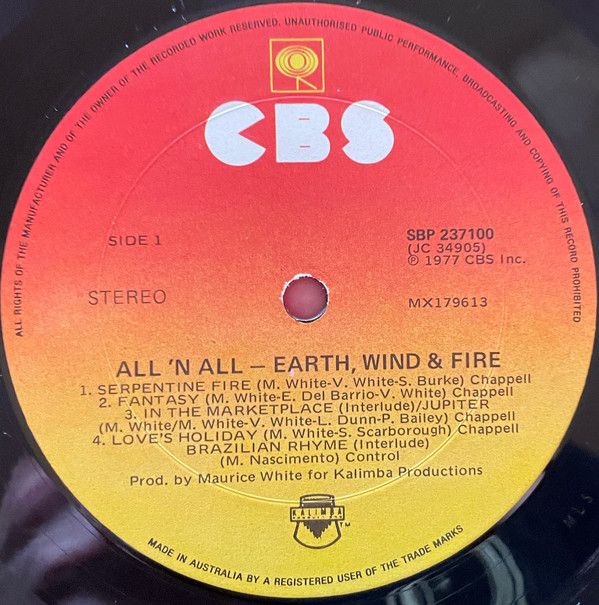 ALL RIGHTS OF THE MANUFACTURER AND OF THE OWNER OF THE RECORDED WORK RESERVED. UNAUTHORISED PUBLIC PERFORMANCE, BROADCASTING AND COPYING OF THIS RECORD PROHIBITED
CBS
SIDE 1
SBP 237100
(JC 34905)
℗ 1977 CBS Inc.
STEREO
MX179613
ALL 'N ALL — EARTH, WIND & FIRE
1. SERPENTINE FIRE (M. White-V. White-S. Burke) Chappell
2. FANTASY (M. White-E. Del Barrio-V. White) Chappell
3. IN THE MARKETPLACE (Interlude)/JUPITER
(M. White/M. White-V. White-L. Dunn-P. Bailey) Chappell
4. LOVE'S HOLIDAY (M. White-S. Scarborough) Chappell
BRAZILIAN RHYME (Interlude)
(M. Nascimento) Control
Prod. by Maurice White for Kalimba Productions
KALIMBA
TM
MLS
MADE IN AUSTRALIA BY A REGISTERED USER OF THE TRADE MARKS